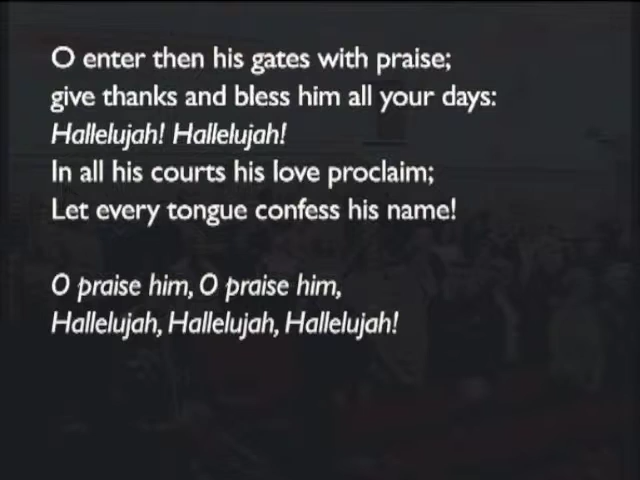 O enter then his gates with praise;
give thanks and bless him all your days:
Hallelujah! Hallelujah!
In all his courts his love proclaim;
Let every tongue confess his name!
O praise him, O praise him,
Hallelujah, Hallelujah, Hallelujah!